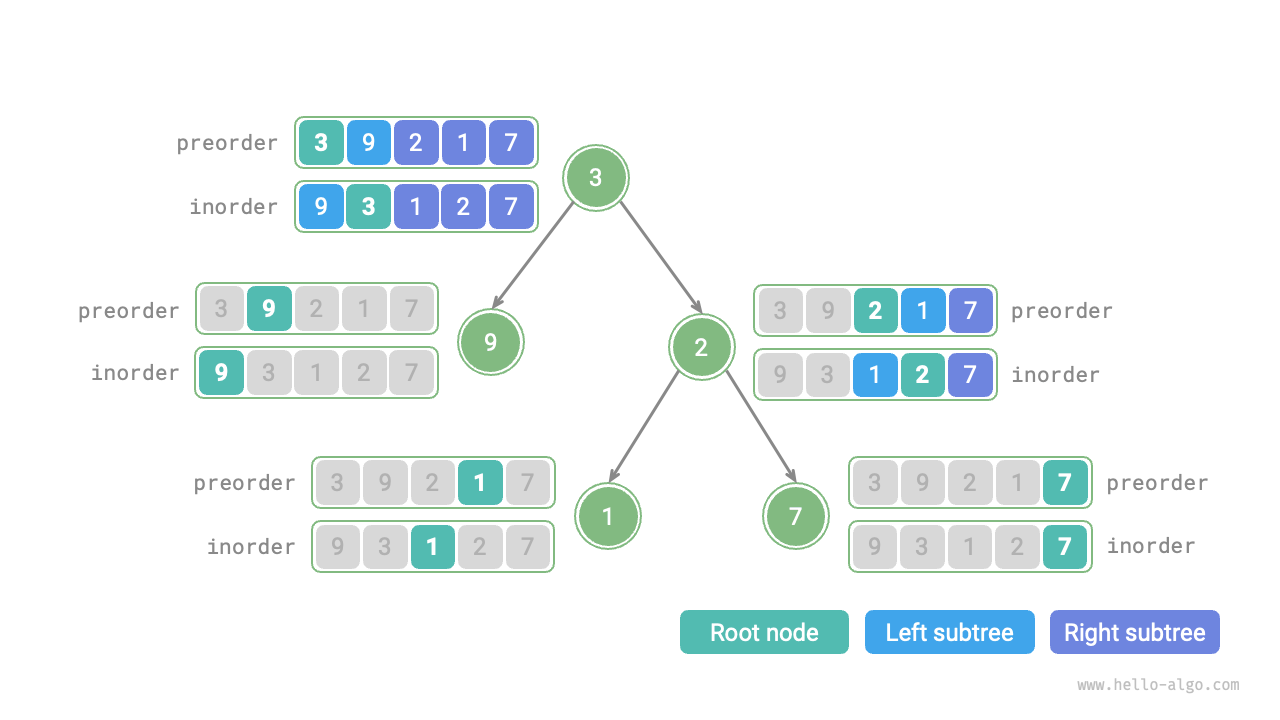 preorder 3 9 2 1 7
inorder 9 3 1 2 7
3
preorder 3 9 2 1 7
inorder 9 3 1 2 7
9
2
3 9 2 1 7 preorder
9 3 1 2 7 inorder
preorder 3 9 2 1 7
inorder 9 3 1 2 7
1
7
3 9 2 1 7 preorder
9 3 1 2 7 inorder
Root node Left subtree Right subtree
www.hello-algo.com